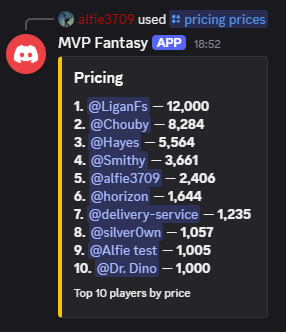 alfie3709 used pricing prices
MVP Fantasy APP 18:52
Pricing
1. @LiganFs — 12,000
2. @Chouby — 8,284
3. @Hayes — 5,564
4. @Smithy — 3,661
5. @alfie3709 — 2,406
6. @horizon — 1,644
7. @delivery-service — 1,235
8. @silver0wn — 1,057
9. @Alfie test — 1,005
10. @Dr. Dino — 1,000
Top 10 players by price